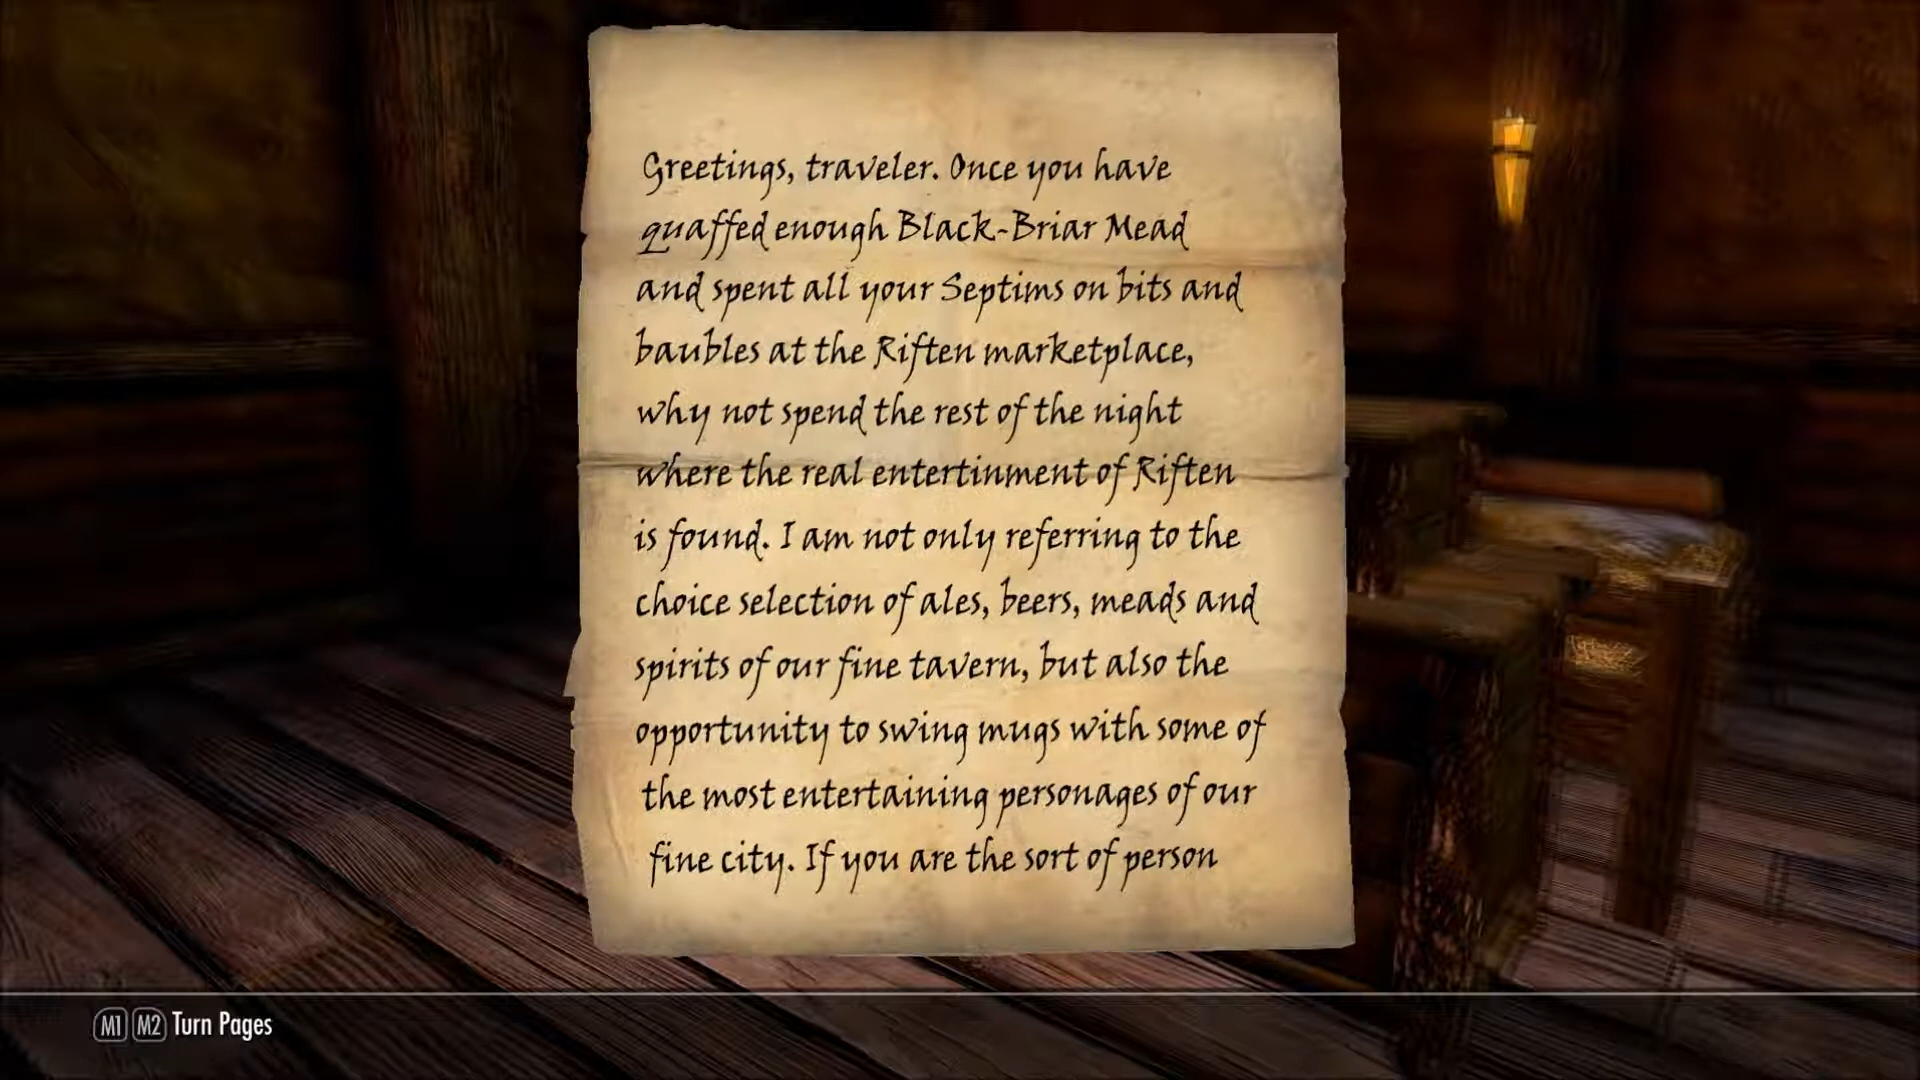 Greetings, traveler. Once you have
quaffed enough Black-Briar Mead
and spent all your Septims on bits and
baubles at the Riften marketplace,
why not spend the rest of the night
where the real entertinment of Riften
is found. I am not only referring to the
choice selection of ales, beers, meads and
spirits of our fine tavern, but also the
opportunity to swing mugs with some of
the most entertaining personages of our
fine city. If you are the sort of person
M1 M2 Turn Pages